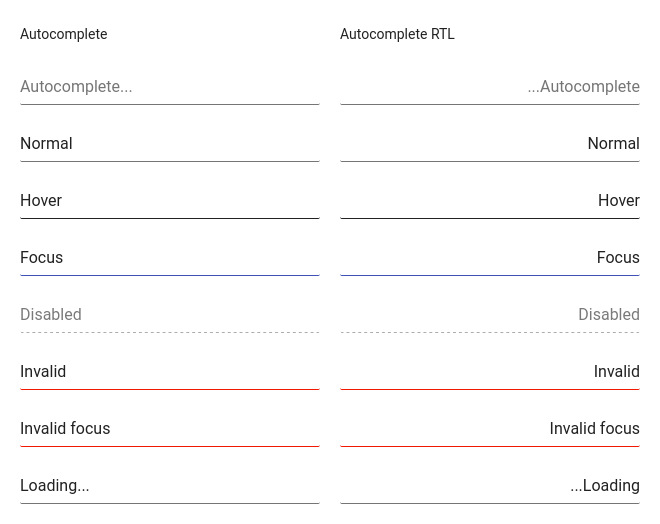 Autocomplete
Autocomplete RTL
Autocomplete...
...Autocomplete
Normal
Normal
Hover
Hover
Focus
Focus
Disabled
Disabled
Invalid
Invalid
Invalid focus
Invalid focus
Loading...
...Loading